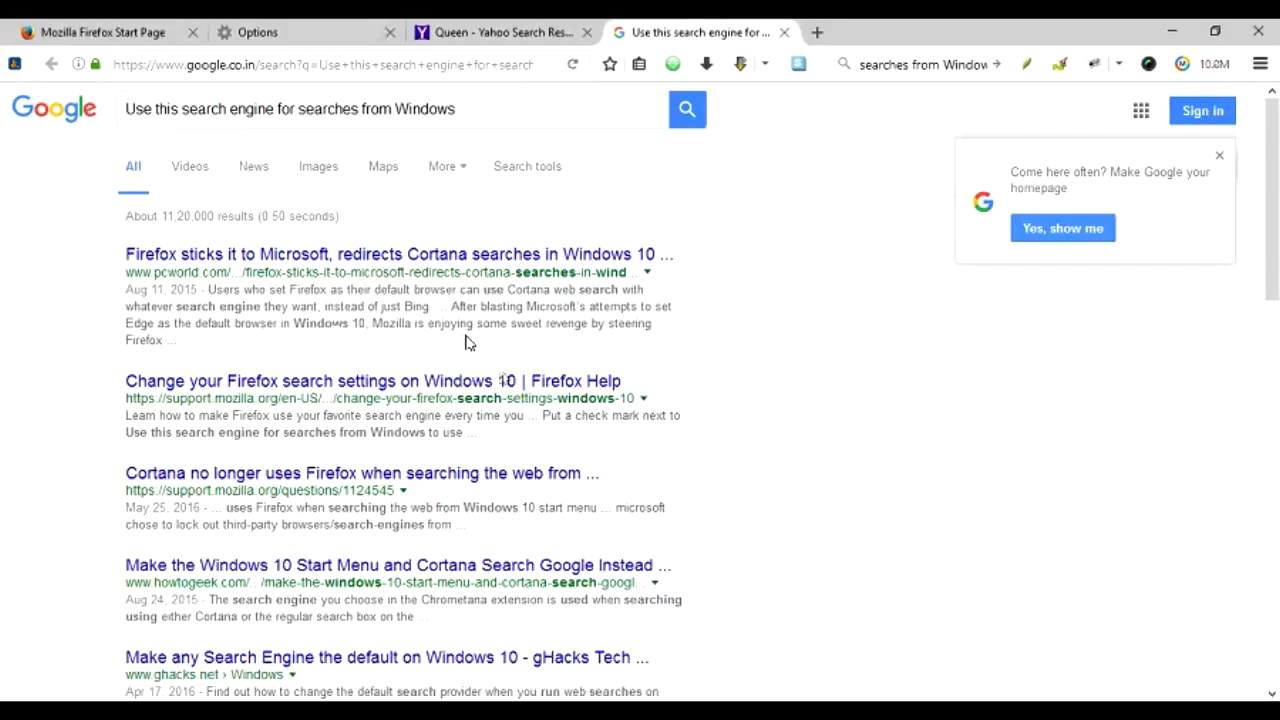 Mozilla Firefox Start Page
Options
Queen - Yahoo Search Res...
Use this search engine for ...
https://www.google.co.in/search?q=Use+this+search+engine+for+search
searches from Window
10.8M
Google
Use this search engine for searches from Windows
Sign in
All
Videos
News
Images
Maps
More
Search tools
Come here often? Make Google your
homepage
Yes, show me
About 11,20,000 results (0.50 seconds)
Firefox sticks it to Microsoft, redirects Cortana searches in Windows 10 ...
www.pcworld.com/.../firefox-sticks-it-to-microsoft-redirects-cortana-searches-in-wind...
Aug 11, 2015 - Users who set Firefox as their default browser can use Cortana web search with
whatever search engine they want, instead of just Bing. ... After blasting Microsoft's attempts to set
Edge as the default browser in Windows 10, Mozilla is enjoying some sweet revenge by steering
Firefox ...
Change your Firefox search settings on Windows 10 | Firefox Help
https://support.mozilla.org/en-US/.../change-your-firefox-search-settings-windows-10
Learn how to make Firefox use your favorite search engine every time you ... Put a check mark next to
Use this search engine for searches from Windows to use ...
Cortana no longer uses Firefox when searching the web from ...
https://support.mozilla.org/questions/1124545
May 25, 2016 - ... uses Firefox when searching the web from Windows 10 start menu ... microsoft
chose to lock out third-party browsers/search-engines from ...
Make the Windows 10 Start Menu and Cortana Search Google Instead ...
www.howtogeek.com/.../make-the-windows-10-start-menu-and-cortana-search-googl...
Aug 24, 2015 - The search engine you choose in the Chrometana extension is used when searching
using either Cortana or the regular search box on the ...
Make any Search Engine the default on Windows 10 - gHacks Tech ...
www.ghacks.net › Windows
Apr 17, 2016 - Find out how to change the default search provider when you run web searches on